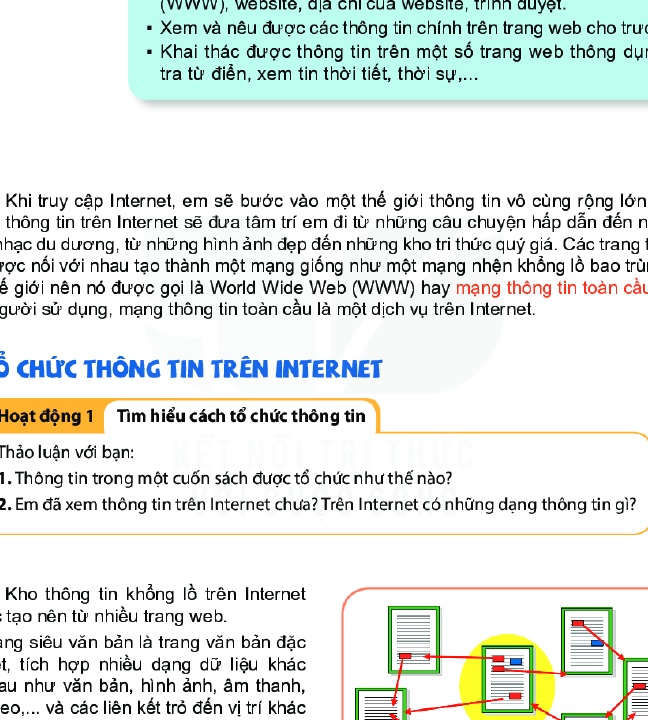 (WWW), website, địa chỉ của website, trình duyệt.
▪ Xem và nêu được các thông tin chính trên trang web cho trư
▪ Khai thác được thông tin trên một số trang web thông dụ
tra từ điển, xem tin thời tiết, thời sự,...
Khi truy cập Internet, em sẽ bước vào một thế giới thông tin vô cùng rộng lớn
thông tin trên Internet sẽ đưa tâm trí em đi từ những câu chuyện hấp dẫn đến n
nhạc du dương, từ những hình ảnh đẹp đến những kho tri thức quý giá. Các trang t
ược nối với nhau tạo thành một mạng giống như một mạng nhện khổng lồ bao trù
ế giới nên nó được gọi là World Wide Web (WWW) hay mạng thông tin toàn cầu
gười sử dụng, mạng thông tin toàn cầu là một dịch vụ trên Internet.
Ổ CHỨC THÔNG TIN TRÊN INTERNET
Hoạt động 1 Tìm hiểu cách tổ chức thông tin
Thảo luận với bạn:
KẾT NỐI TRI THỨC
1. Thông tin trong một cuốn sách được tổ chức như thế nào?
2. Em đã xem thông tin trên Internet chưa? Trên Internet có những dạng thông tin gì?
Kho thông tin khổng lồ trên Internet
c tạo nên từ nhiều trang web.
ang siêu văn bản là trang văn bản đặc
ệt, tích hợp nhiều dạng dữ liệu khác
au như văn bản, hình ảnh, âm thanh,
eo,... và các liên kết trỏ đến vị trí khác